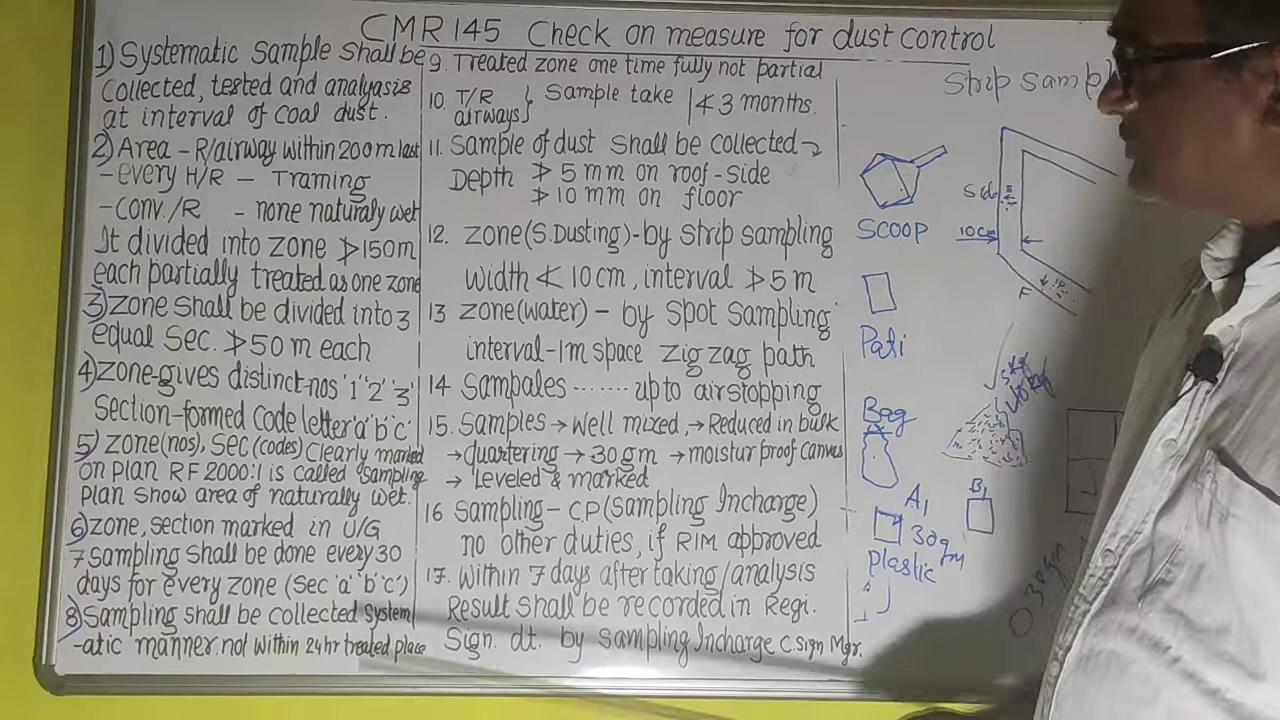 CMR 145 Check on measure for dust control
1) Systematic Sample Shall be
Collected, tested and analyasis
at interval of coal dust.
2) Area - R/airway within 200m last
- every H/R - Traming
- Conv./R - none naturaly wet
It divided into zone ≯ 150m
each partially treated as one zone
3) zone shall be divided into 3
equal Sec. ≯ 50 m each
4) zone-gives distinct-nos '1' '2' '3'
Section-formed Code letter 'a' 'b' 'c'
5) zone(nos), Sec (codes) clearly marked
on plan RF 2000:1 is called Sampling
Plan show area of naturally wet.
6) zone, section marked in U/G
7 Sampling shall be done every 30
days for every zone (Sec 'a' 'b' 'c')
8) Sampling shall be collected System
-atic manner. not within 24hr treated place
9. Treated zone one time fully not partial
10. T/R
airways } Sample take | ≮ 3 months.
11. Sample of dust shall be collected
Depth ≯ 5 mm on roof-side
≯ 10 mm on floor
12. zone (S.Dusting)-by Strip sampling
width ≮ 10cm, interval ≯ 5m
13 zone (water) - by Spot Sampling
interval-1m space zig zag path
14 Sampales ....... up to airstopping
15. Samples → Well mixed, → Reduced in bulk
→ quartering → 30gm → moistur proof canvas
→ Leveled & marked
16 Sampling - C.P (Sampling Incharge)
no other duties, if RIM approved
17. Within 7 days after taking/analysis
Result shall be recorded in Regi.
Sign. dt. by Sampling Incharge C.Sign Mgr.
Strip Sampl
SCOOP
Side
5
10cm
10
F
Pati
Bag
A1
B1
30gm
Plastic
30gm